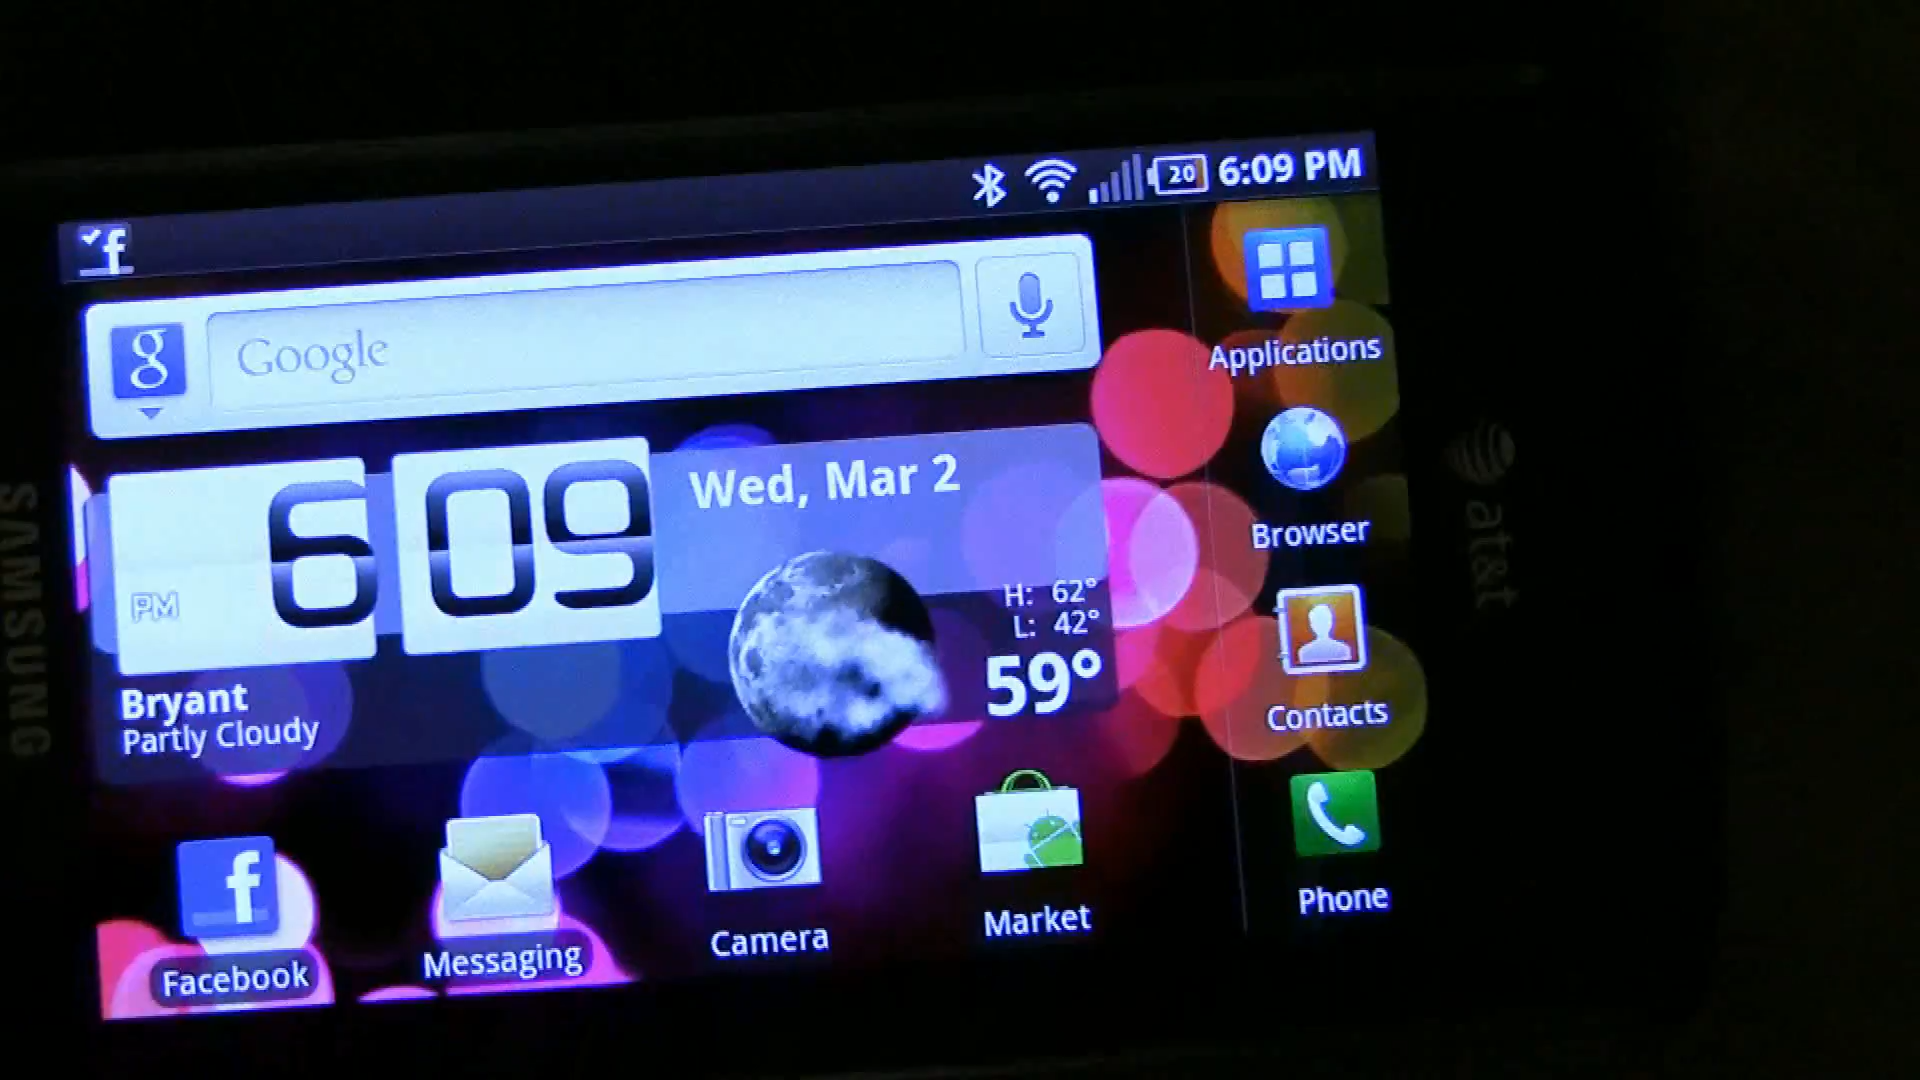 20 6:09 PM
f
g Google
6 09
PM
Wed, Mar 2
H: 62°
L: 42°
59°
Bryant
Partly Cloudy
Applications
Browser
Contacts
Phone
f
Facebook
Messaging
Camera
Market
SAMSUNG
at&t